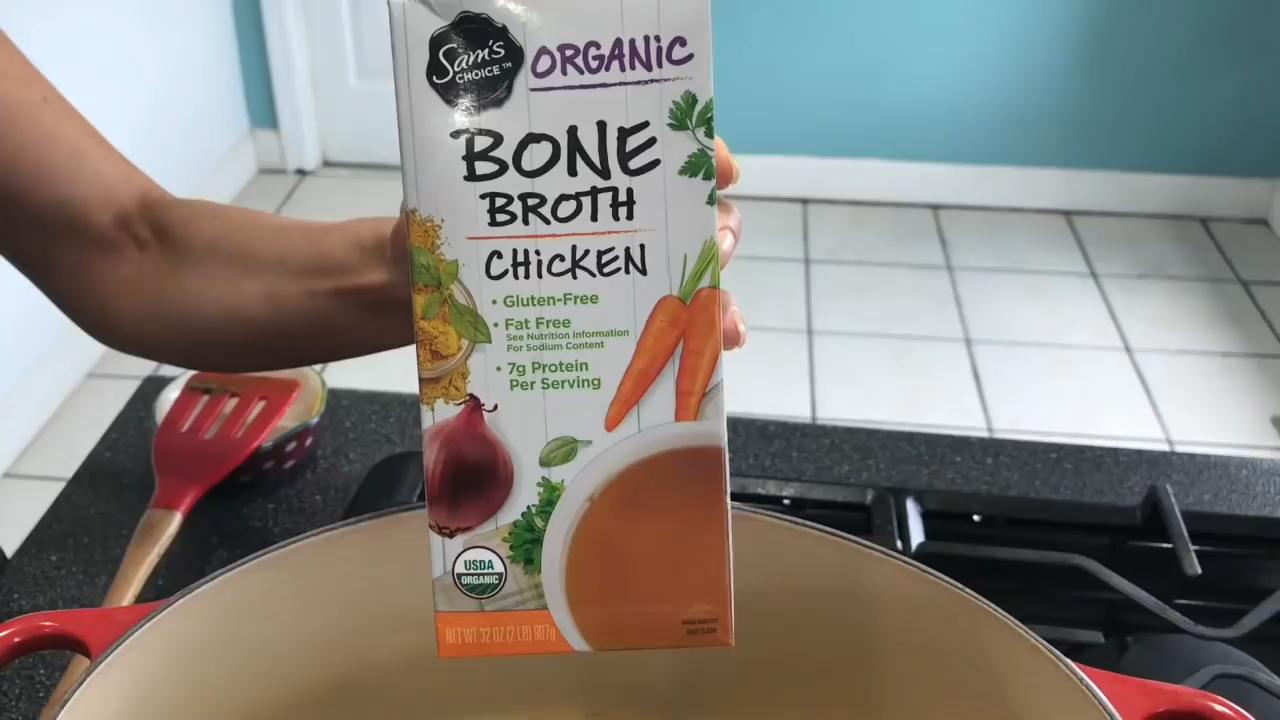 Sam's
CHOICE™
ORGANiC
BONE
BROTH
CHiCKEN
• Gluten-Free
• Fat Free
See Nutrition Information
For Sodium Content
• 7g Protein
Per Serving
USDA
ORGANIC
NET WT 32 OZ (2 LB) 907g